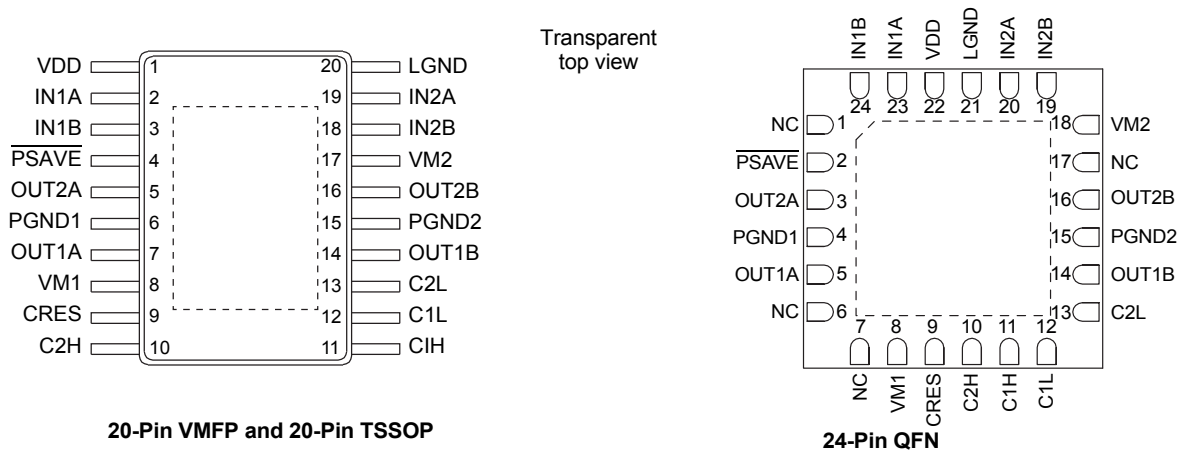 Transparent
top view
VDD 1
IN1A 2
IN1B 3
PSAVE 4
OUT2A 5
PGND1 6
OUT1A 7
VM1 8
CRES 9
C2H 10
20 LGND
19 IN2A
18 IN2B
17 VM2
16 OUT2B
15 PGND2
14 OUT1B
13 C2L
12 C1L
11 CIH
20-Pin VMFP and 20-Pin TSSOP
IN1B 24
IN1A 23
VDD 22
LGND 21
IN2A 20
IN2B 19
NC 1
PSAVE 2
OUT2A 3
PGND1 4
OUT1A 5
NC 6
18 VM2
17 NC
16 OUT2B
15 PGND2
14 OUT1B
13 C2L
7 NC
8 VM1
9 CRES
10 C2H
11 C1H
12 C1L
24-Pin QFN